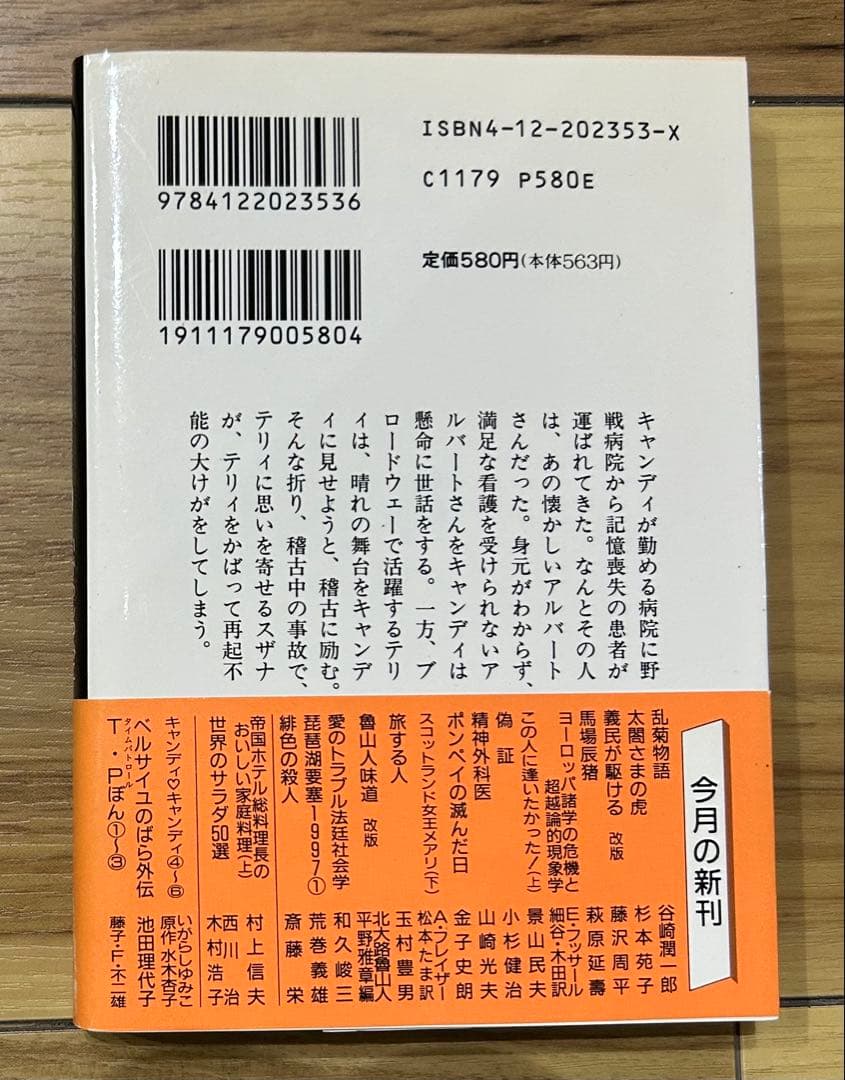 ISBN4-12-202353-X
C1179 P580E
9784122023536
定価580円(本体563円)
1911179005804
キャンディが勤める病院に野
戦病院から記憶喪失の患者が
運ばれてきた。なんとその人
は、あの懐かしいアルバート
さんだった。身元がわからず、
満足な看護を受けられないア
ルバートさんをキャンディは
懸命に世話をする。一方、ブ
ロードウェーで活躍するテリ
ィは、晴れの舞台をキャンデ
ィに見せようと、稽古に励む。
そんな折り、稽古中の事故で、
テリィに思いを寄せるスザナ
が、テリィをかばって再起不
能の大けがをしてしまう。
今月の新刊
乱菊物語 谷崎潤一郎
太閤さまの虎 杉本苑子
義民が駆ける 改版 藤沢周平
馬場辰猪 萩原延壽
ヨーロッパ諸学の危機と
超越論的現象学
E・フッサール
細谷・木田訳
この人に逢いたかった!(上) 景山民夫
偽証 小杉健治
精神外科医 山崎光夫
ポンペイの滅んだ日 金子史朗
スコットランド女王メアリ(下) A・フレイザー
松本たま訳
旅する人 玉村豊男
魯山人味道 改版 北大路魯山人
平野雅章編
愛のトラブル法廷社会学 和久峻三
琵琶湖要塞1997① 荒巻義雄
緋色の殺人 斎藤栄
帝国ホテル総料理長の
おいしい家庭料理(上) 村上信夫
世界のサラダ50選 西川治
木村浩子
キャンディ♡キャンディ④〜⑥ いがらしゆみこ
原作 水木杏子
ベルサイユのばら外伝 池田理代子
タイムパトロール
T・Pぼん①〜③ 藤子・F・不二雄